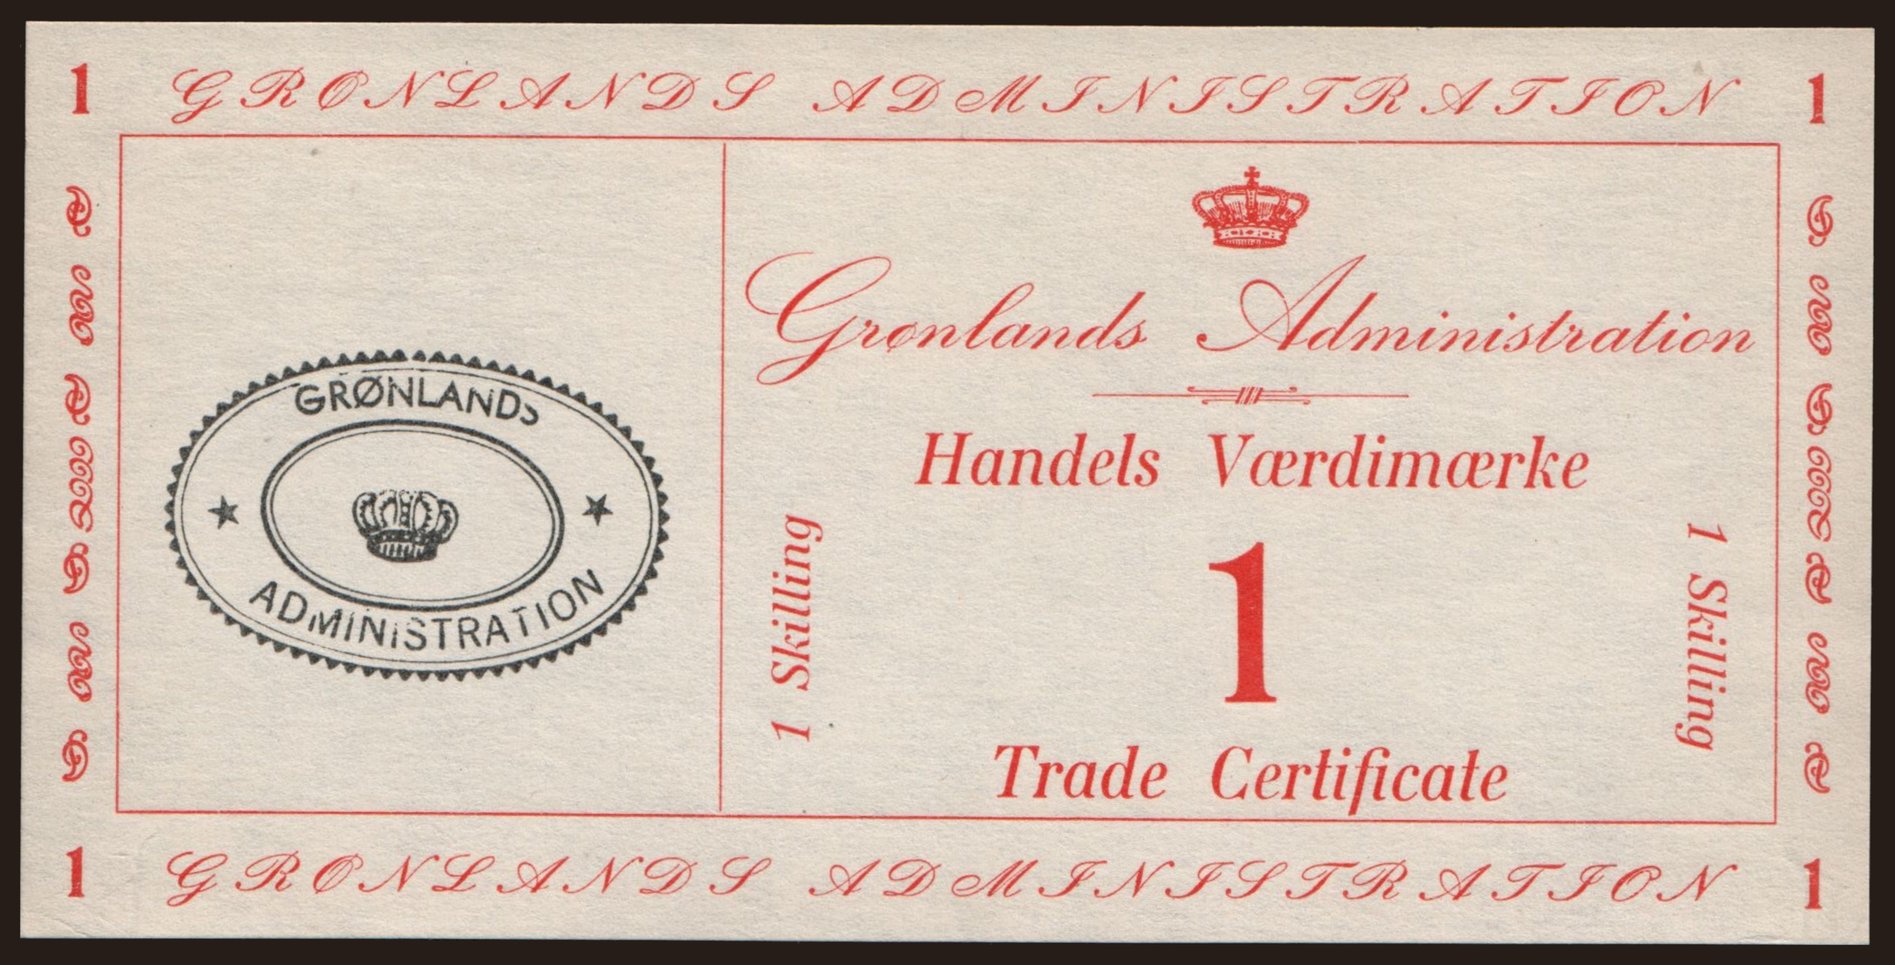 1 GRØNLANDS ADMINISTRATION 1
GRØNLANDS
ADMINISTRATION
Grønlands Administration
Handels Værdimærke
1 Skilling
1
1 Skilling
Trade Certificate
1 GRØNLANDS ADMINISTRATION 1